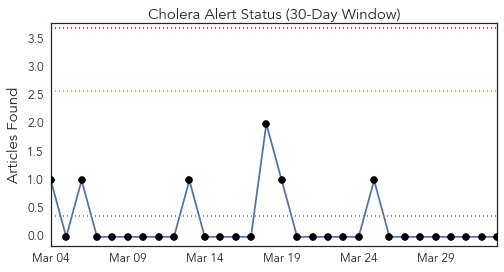 Cholera Alert Status (30-Day Window)
Articles Found
3.5
3.0
2.5
2.0
1.5
1.0
0.5
0.0
Mar 04 Mar 09 Mar 14 Mar 19 Mar 24 Mar 29